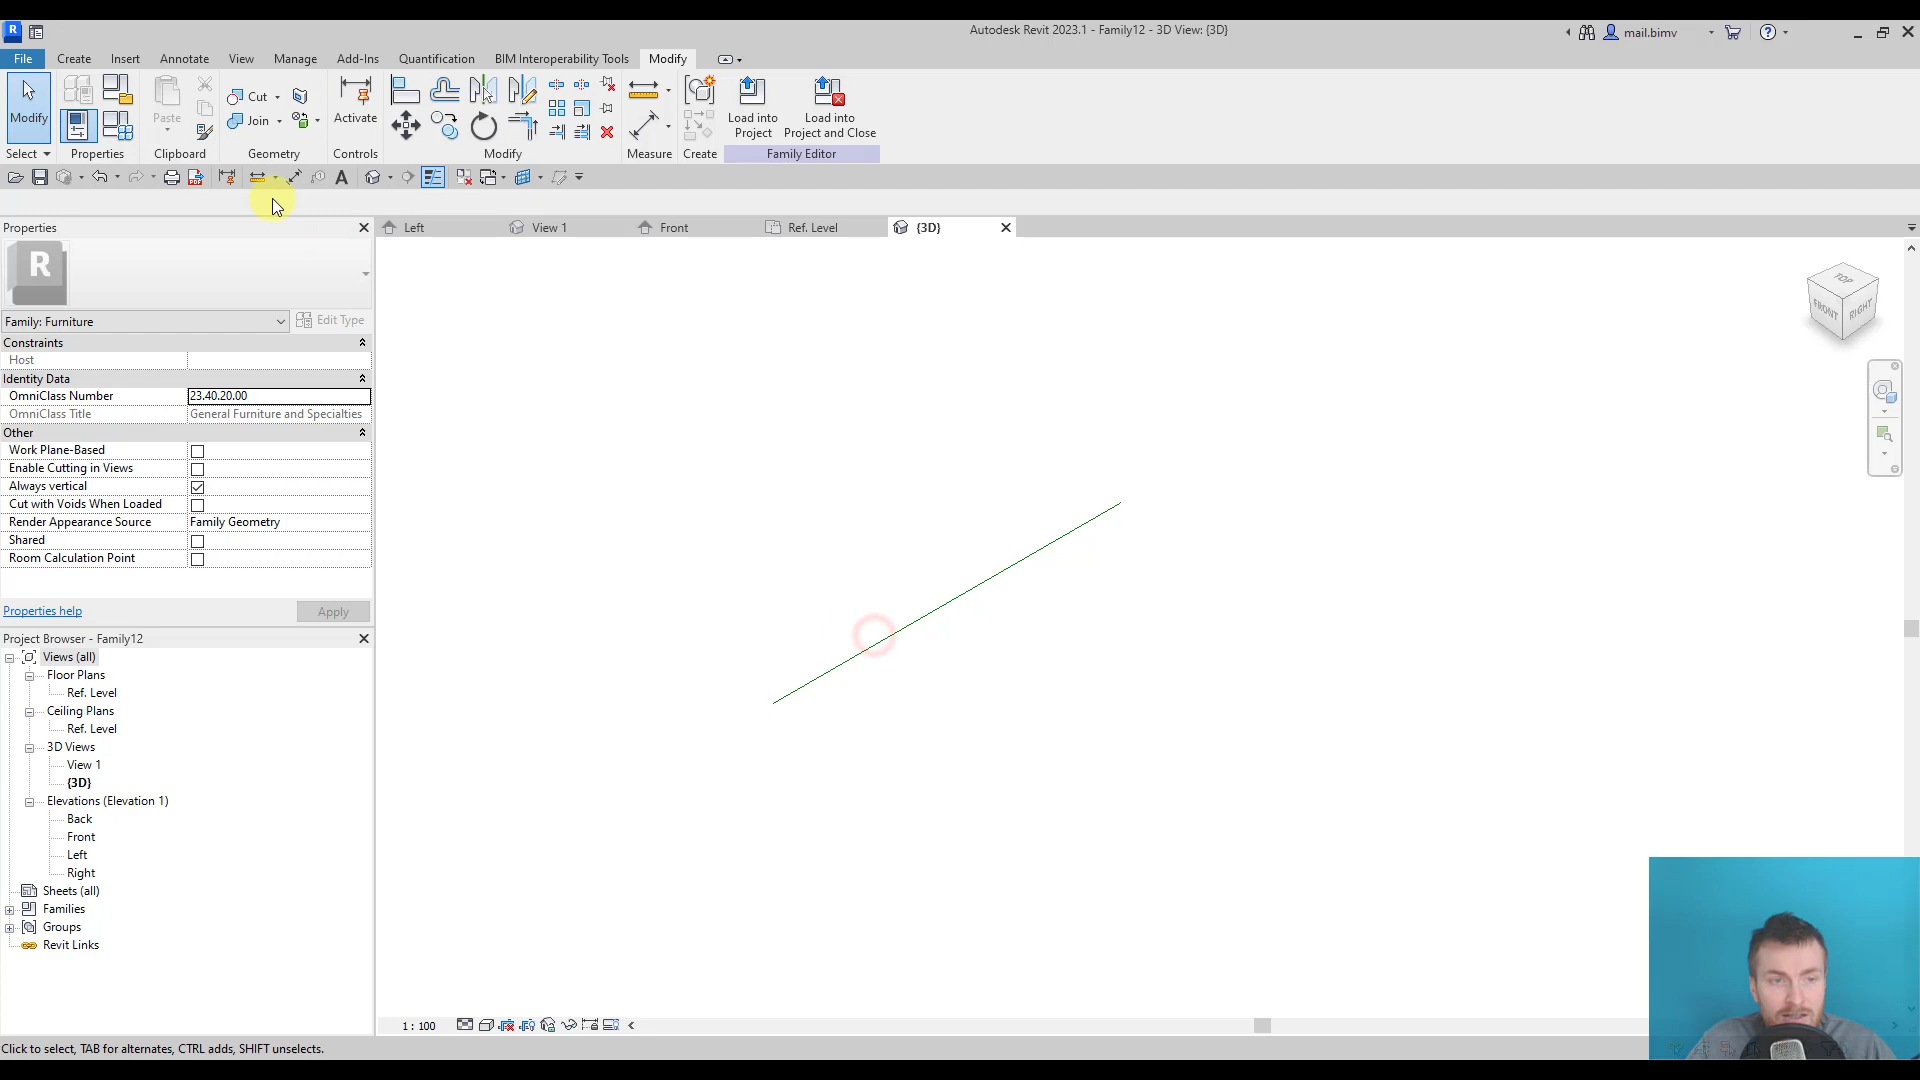 R
Autodesk Revit 2023.1 - Family12 - 3D View: {3D}
mail.bimv
File Create Insert Annotate View Manage Add-Ins Quantification BIM Interoperability Tools Modify
Modify
Paste
Cut
Join
Activate
Load into
Project
Load into
Project and Close
Select Properties Clipboard Geometry Controls Modify Measure Create Family Editor
PDF
A
Properties
Left View 1 Front Ref. Level {3D}
R
TOP
FRONT
RIGHT
Family: Furniture
Edit Type
Constraints
Host
Identity Data
OmniClass Number 23.40.20.00
OmniClass Title General Furniture and Specialties
Other
Work Plane-Based
Enable Cutting in Views
Always vertical
Cut with Voids When Loaded
Render Appearance Source Family Geometry
Shared
Room Calculation Point
Properties help
Apply
Project Browser - Family12
Views (all)
Floor Plans
Ref. Level
Ceiling Plans
Ref. Level
3D Views
View 1
{3D}
Elevations (Elevation 1)
Back
Front
Left
Right
Sheets (all)
Families
Groups
Revit Links
1 : 100
Click to select, TAB for alternates, CTRL adds, SHIFT unselects.